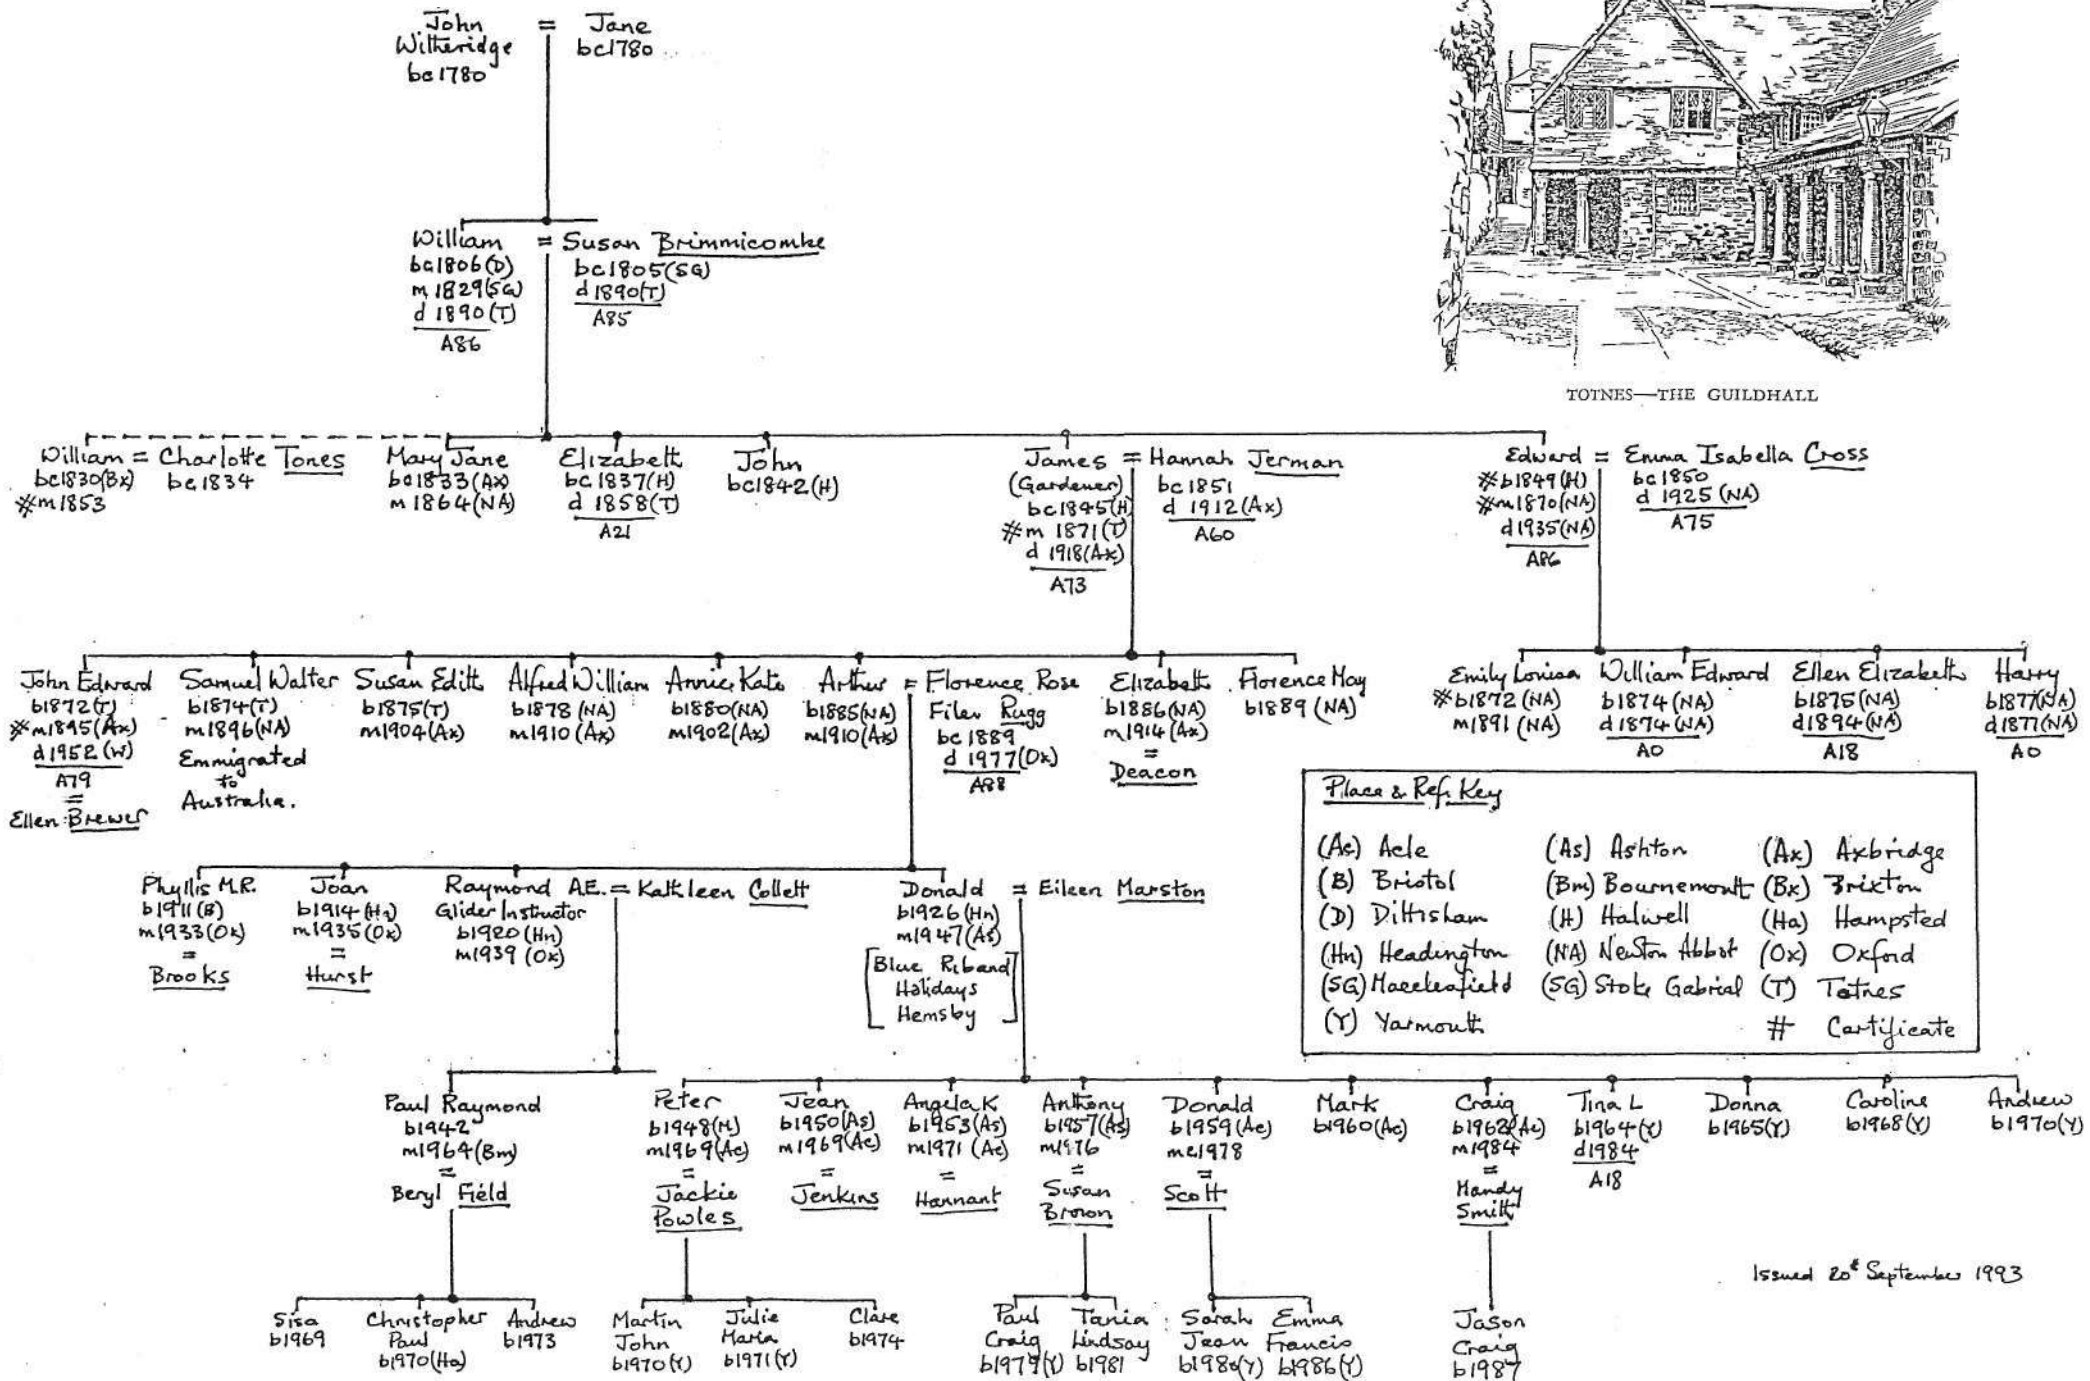 John = Jane
Witheridge bc1780
bc1780
William = Susan Brimmicombe
bc1806(D) bc1805(SG)
m1829(SG) d1890(T)
d1890(T) A85
A86
TOTNES—THE GUILDHALL
William = Charlotte Tones
bc1830(Bx) bc1834
#m1853
Mary Jane
bc1833(Ax)
m1864(NA)
Elizabeth
bc1837(H)
d1858(T)
A21
John
bc1842(H)
James = Hannah Jerman
(Gardener) bc1851
bc1845(H) d1912(Ax)
#m1871(T) A60
d1918(Ax)
A73
Edward = Emma Isabella Cross
#b1849(H) bc1850
#m1870(NA) d1925(NA)
d1935(NA) A75
A86
John Edward
b1872(T)
#m1895(Ax)
d1952(W)
A79
=
Ellen Brewer
Samuel Walter
b1874(T)
m1896(NA)
Emmigrated
to
Australia.
Susan Edith
b1875(T)
m1904(Ax)
Alfred William
b1878(NA)
m1910(Ax)
Annie Kate
b1880(NA)
m1902(Ax)
Arthur = Florence Rose
b1885(NA) Filer Rugg
m1910(Ax) bc1889
d1977(Ox)
A88
Elizabeth
b1886(NA)
m1914(Ax)
=
Deacon
Florence May
b1889(NA)
Emily Louisa
#b1872(NA)
m1891(NA)
William Edward
b1874(NA)
d1874(NA)
A0
Ellen Elizabeth
b1875(NA)
d1894(NA)
A18
Harry
b1877(NA)
d1877(NA)
A0
Place & Ref. Key
(Ac) Acle (As) Ashton (Ax) Axbridge
(B) Bristol (Bm) Bournemouth (Bx) Brixton
(D) Dittisham (H) Halwell (Ha) Hampsted
(Hn) Headington (NA) Newton Abbot (Ox) Oxford
(SG) Macclesfield (SG) Stoke Gabrial (T) Totnes
(Y) Yarmouth # Certificate
Phyllis M.R.
b1911(B)
m1933(Ox)
=
Brooks
Joan
b1914(Hn)
m1935(Ox)
=
Hurst
Raymond A.E. = Kathleen Collett
Glider Instructor
b1920(Hn)
m1939(Ox)
Donald = Eileen Marston
b1926(Hn)
m1947(As)
[Blue Riband
Holidays
Hemsby]
Paul Raymond
b1942
m1964(Bm)
=
Beryl Field
Peter
b1948(M)
m1969(Ac)
=
Jackie
Powles
Jean
b1950(As)
m1969(Ac)
=
Jenkins
Angela K
b1953(As)
m1971(Ac)
=
Hannant
Anthony
b1957(As)
m1976
=
Susan
Brown
Donald
b1959(Ac)
mc1978
=
Scott
Mark
b1960(Ac)
Craig
b1962(Ac)
m1984
=
Mandy
Smith
Tina L
b1964(Y)
d1984
A18
Donna
b1965(Y)
Caroline
b1968(Y)
Andrew
b1970(Y)
Issued 20th September 1993
Sisa
b1969
Christopher
Paul
b1970(Ha)
Andrew
b1973
Martin
John
b1970(Y)
Julie
Maria
b1971(Y)
Clare
b1974
Paul
Craig
b1979(Y)
Tania
Lindsay
b1981
Sarah
Jean
b1980(Y)
Emma
Francis
b1986(Y)
Jason
Craig
b1987